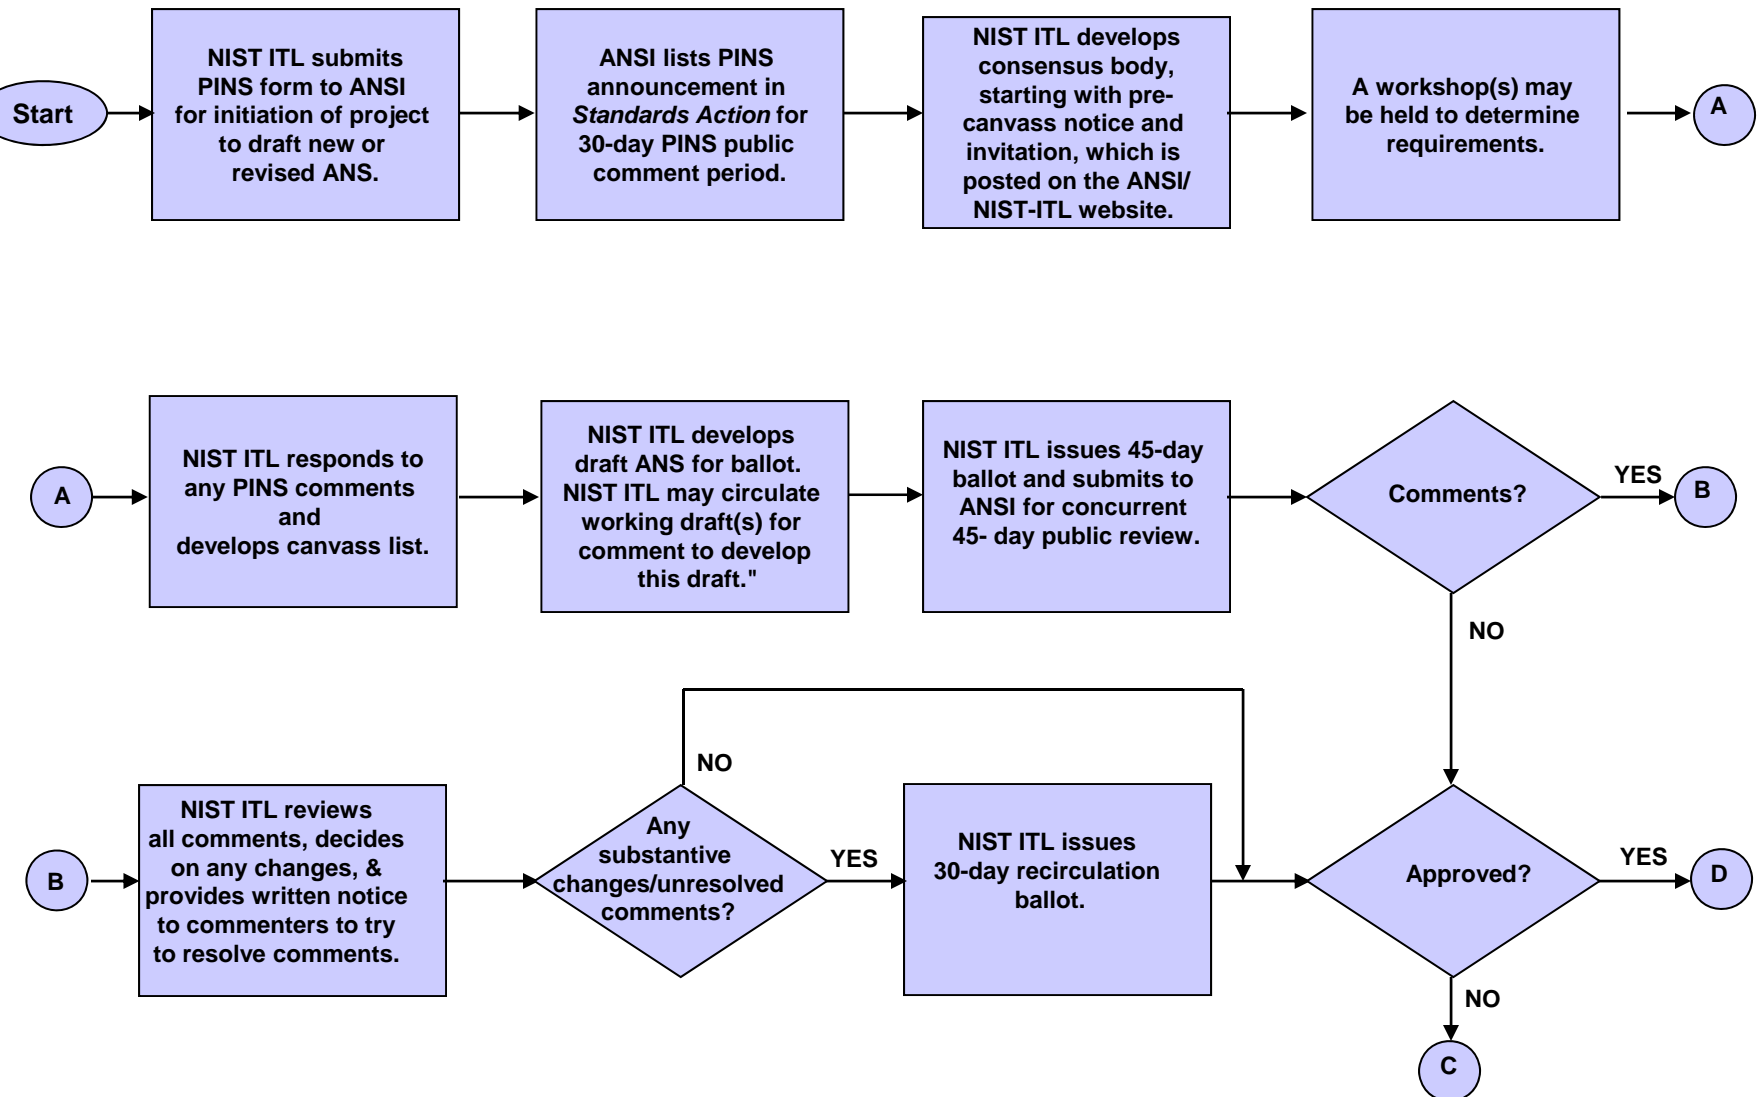 Start
NIST ITL submits
PINS form to ANSI
for initiation of project
to draft new or
revised ANS.
ANSI lists PINS
announcement in
Standards Action for
30-day PINS public
comment period.
NIST ITL develops
consensus body,
starting with pre-
canvass notice and
invitation, which is
posted on the ANSI/
NIST-ITL website.
A workshop(s) may
be held to determine
requirements.
A
A
NIST ITL responds to
any PINS comments
and
develops canvass list.
NIST ITL develops
draft ANS for ballot.
NIST ITL may circulate
working draft(s) for
comment to develop
this draft."
NIST ITL issues 45-day
ballot and submits to
ANSI for concurrent
45- day public review.
Comments?
YES
B
NO
B
NIST ITL reviews
all comments, decides
on any changes, &
provides written notice
to commenters to try
to resolve comments.
Any
substantive
changes/unresolved
comments?
NO
YES
NIST ITL issues
30-day recirculation
ballot.
Approved?
YES
D
NO
C